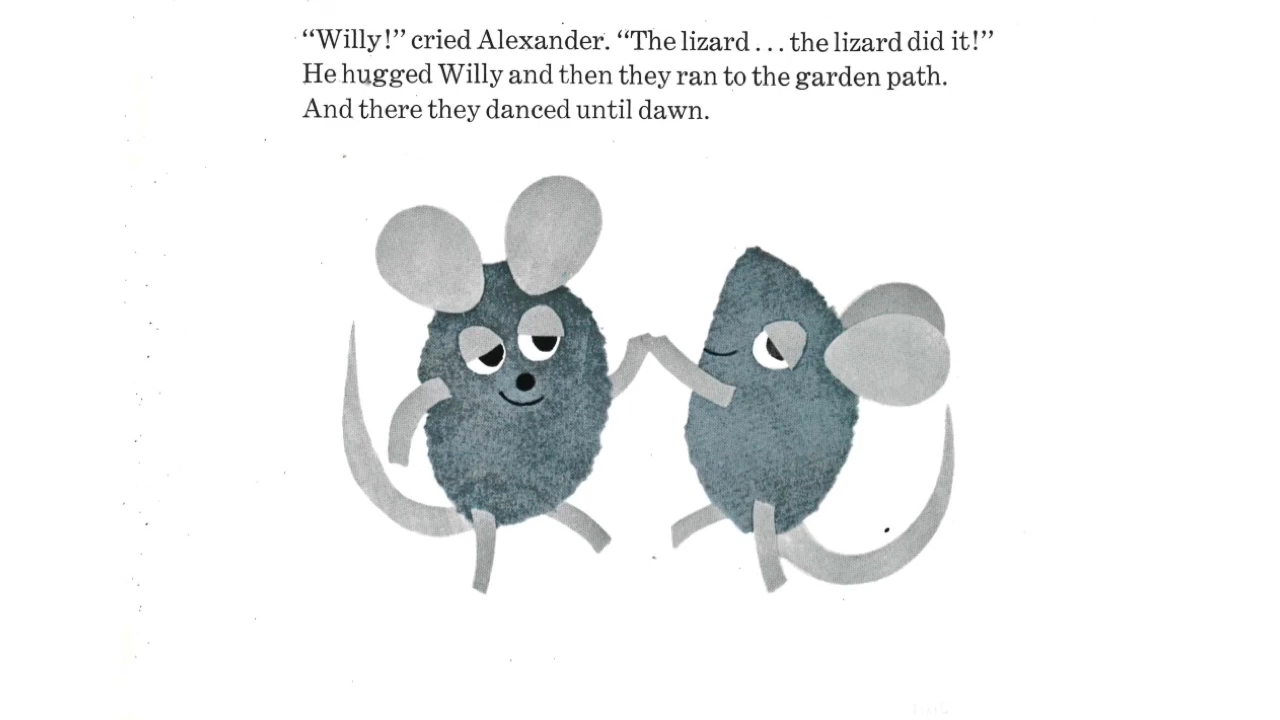 “Willy!” cried Alexander. “The lizard . . . the lizard did it!”
He hugged Willy and then they ran to the garden path.
And there they danced until dawn.